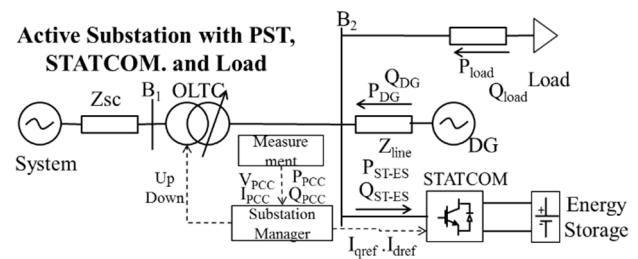 Active Substation with PST,
STATCOM. and Load
B2
Pload
Qload
Load
Zsc
B1
OLTC
QDG
PDG
System
Zline
DG
Measure
ment
Up
Down
VPCC PPCC
IPCC QPCC
PST-ES
QST-ES
STATCOM
Substation
Manager
Iqref .Idref
Energy
Storage